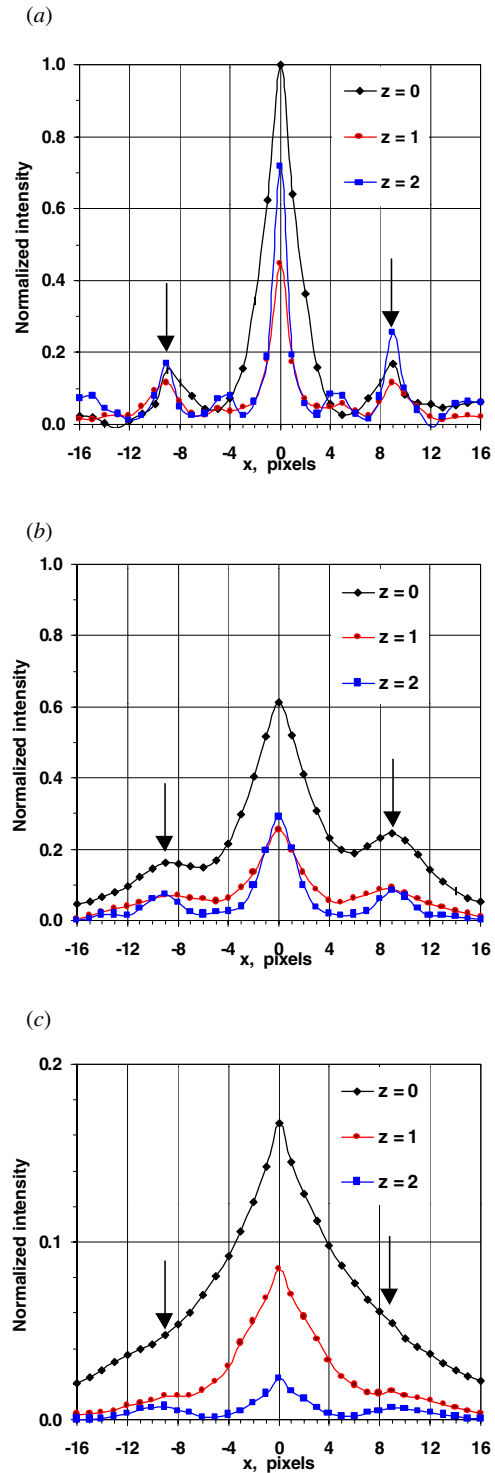 (a)
1.0
0.8
0.6
0.4
0.2
0.0
Normalized intensity
z = 0
z = 1
z = 2
-16 -12 -8 -4 0 4 8 12 16
x, pixels
(b)
1.0
0.8
0.6
0.4
0.2
0.0
Normalized intensity
z = 0
z = 1
z = 2
-16 -12 -8 -4 0 4 8 12 16
x, pixels
(c)
0.2
0.1
0.0
Normalized intensity
z = 0
z = 1
z = 2
-16 -12 -8 -4 0 4 8 12 16
x, pixels